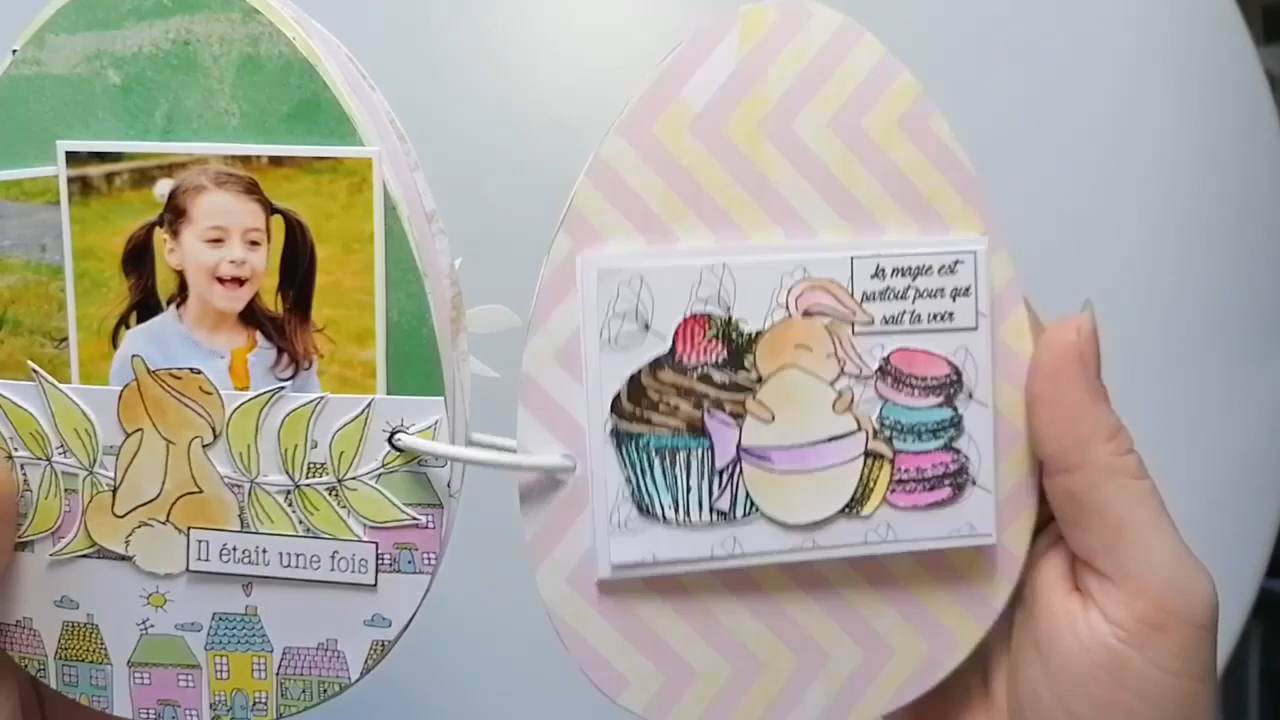 Il était une fois
la magie est
partout pour qui
sait la voir